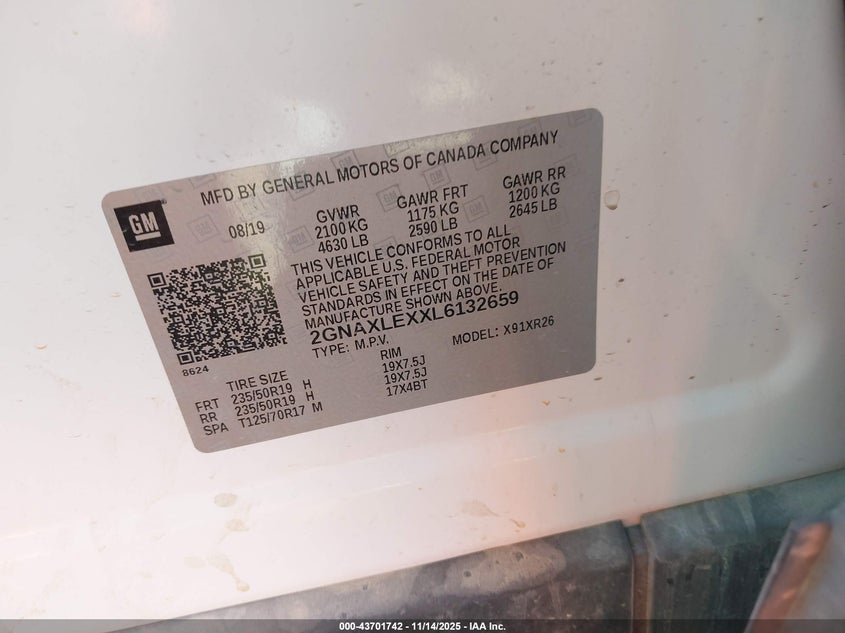 MFD BY GENERAL MOTORS OF CANADA COMPANY
GM
08/19
GVWR
2100 KG
4630 LB
GAWR FRT
1175 KG
2590 LB
GAWR RR
1200 KG
2645 LB
THIS VEHICLE CONFORMS TO ALL
APPLICABLE U.S. FEDERAL MOTOR
VEHICLE SAFETY AND THEFT PREVENTION
STANDARDS IN EFFECT ON THE DATE OF
MANUFACTURE SHOWN ABOVE.
2GNAXLEXXL6132659
TYPE: M.P.V. MODEL: X91XR26
8624
TIRE SIZE RIM
FRT 235/50R19 H 19X7.5J
RR 235/50R19 H 19X7.5J
SPA T125/70R17 M 17X4BT
000-43701742 - 11/14/2025 - IAA Inc.